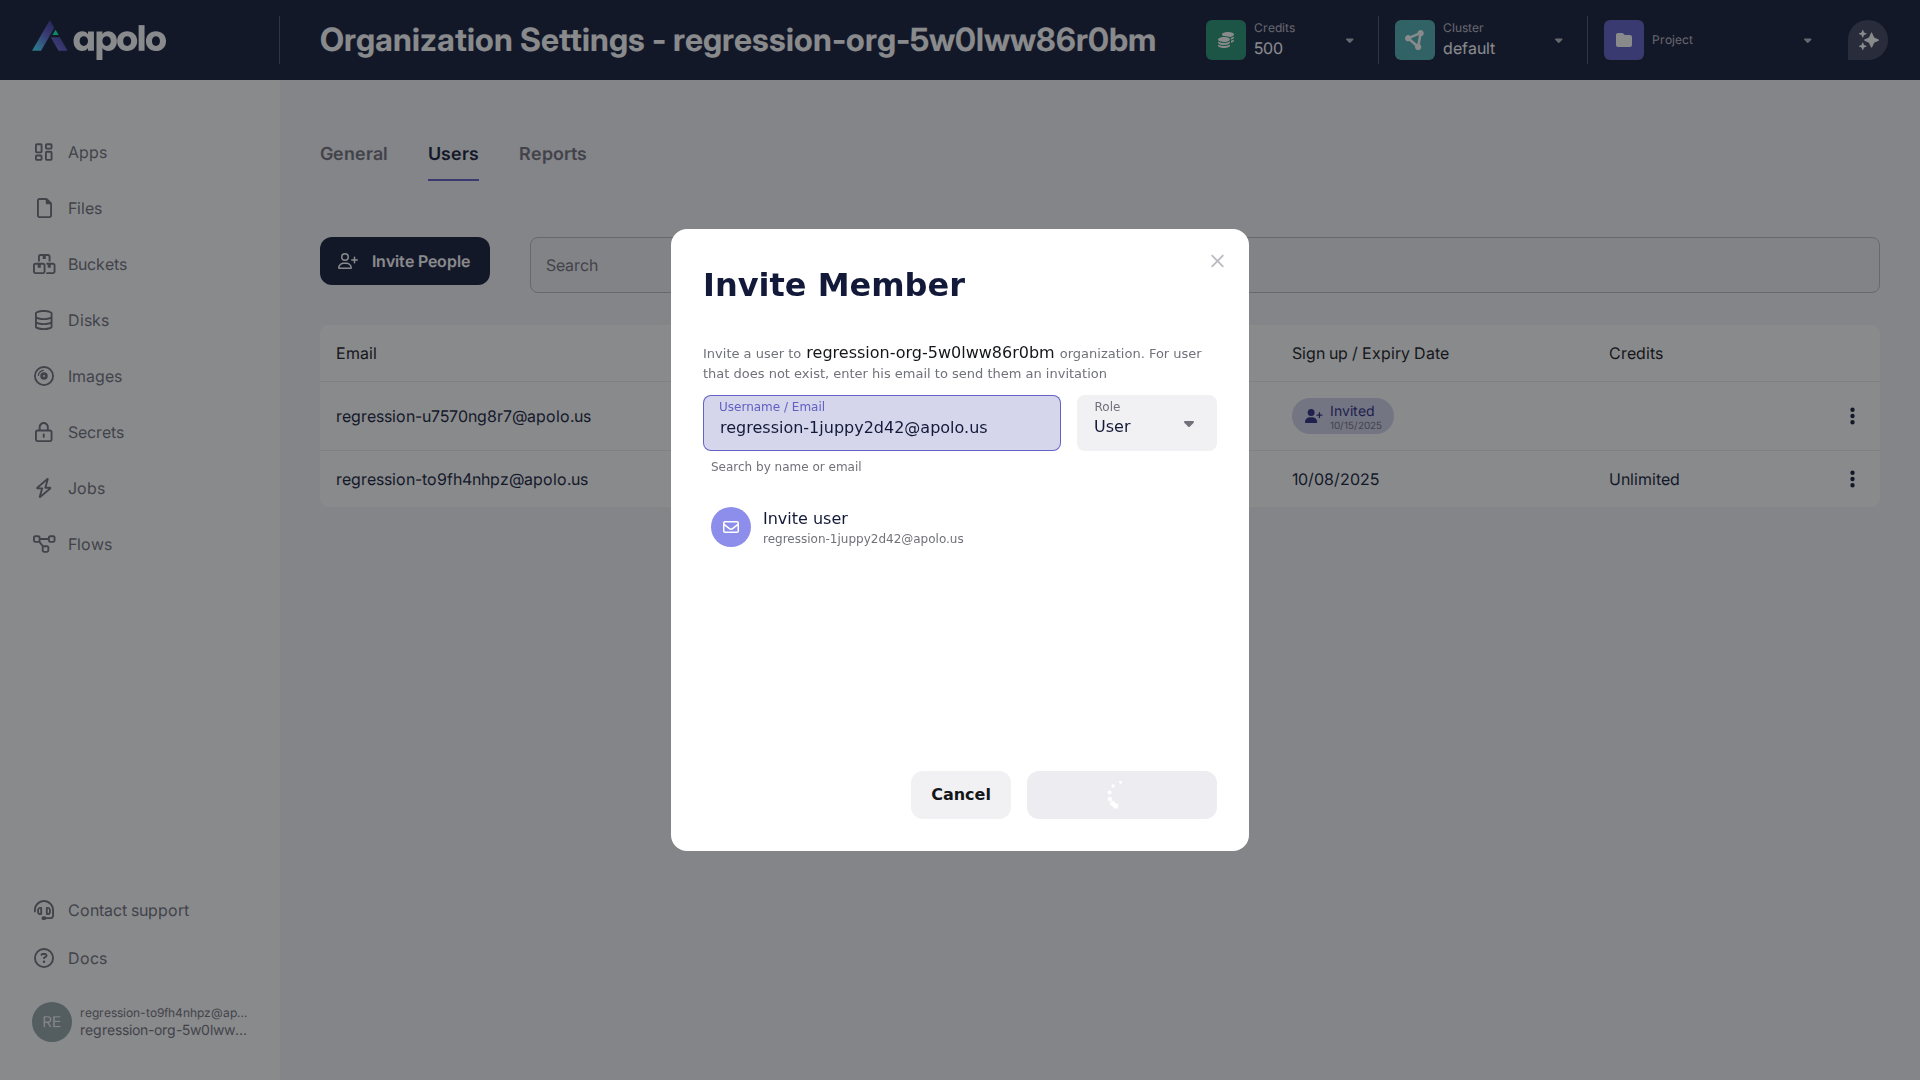 apolo
Organization Settings - regression-org-5w0lww86r0bm
Credits
500
Cluster
default
Project
Apps
Files
Buckets
Disks
Images
Secrets
Jobs
Flows
Contact support
Docs
RE
regression-to9fh4nhpz@ap...
regression-org-5w0lww...
General
Users
Reports
Invite People
Search
Email
Sign up / Expiry Date
Credits
regression-u7570ng8r7@apolo.us
Invited
10/15/2025
regression-to9fh4nhpz@apolo.us
10/08/2025
Unlimited
Invite Member
Invite a user to regression-org-5w0lww86r0bm organization. For user
that does not exist, enter his email to send them an invitation
Username / Email
regression-1juppy2d42@apolo.us
Role
User
Search by name or email
Invite user
regression-1juppy2d42@apolo.us
Cancel